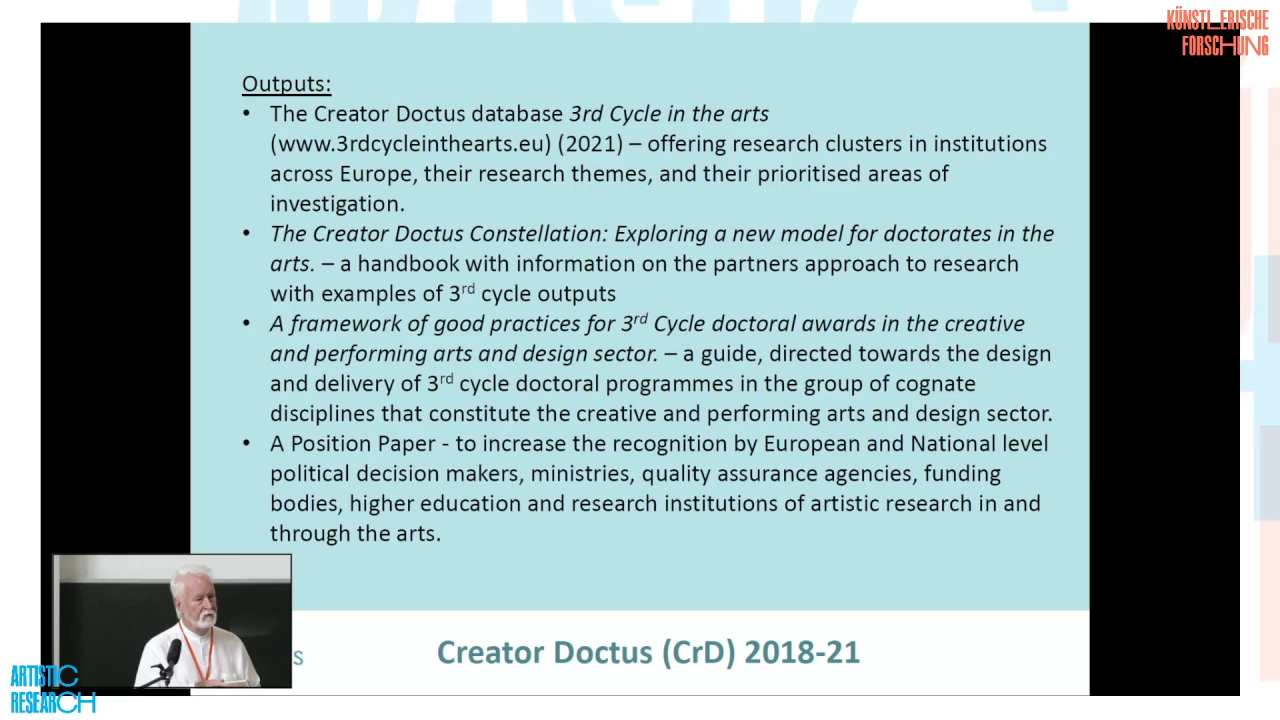 KÜNSTLERISCHE
FORSCHUNG
Outputs:
• The Creator Doctus database 3rd Cycle in the arts
(www.3rdcycleinthearts.eu) (2021) – offering research clusters in institutions
across Europe, their research themes, and their prioritised areas of
investigation.
• The Creator Doctus Constellation: Exploring a new model for doctorates in the
arts. – a handbook with information on the partners approach to research
with examples of 3rd cycle outputs
• A framework of good practices for 3rd Cycle doctoral awards in the creative
and performing arts and design sector. – a guide, directed towards the design
and delivery of 3rd cycle doctoral programmes in the group of cognate
disciplines that constitute the creative and performing arts and design sector.
• A Position Paper - to increase the recognition by European and National level
political decision makers, ministries, quality assurance agencies, funding
bodies, higher education and research institutions of artistic research in and
through the arts.
s
Creator Doctus (CrD) 2018-21
ARTISTIC
RESEARCH